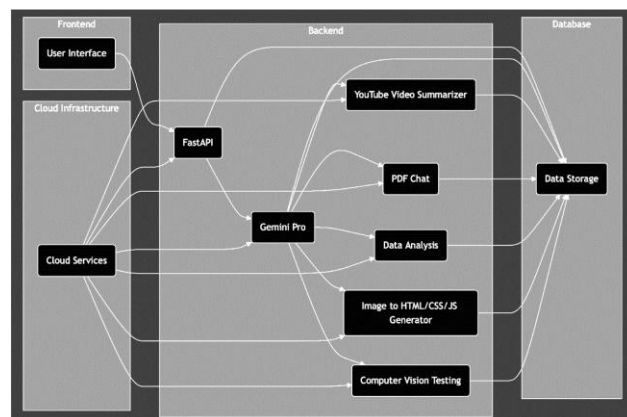 Frontend
User Interface
Cloud Infrastructure
Cloud Services
Backend
FastAPI
Gemini Pro
YouTube Video Summarizer
PDF Chat
Data Analysis
Image to HTML/CSS/JS
Generator
Computer Vision Testing
Database
Data Storage